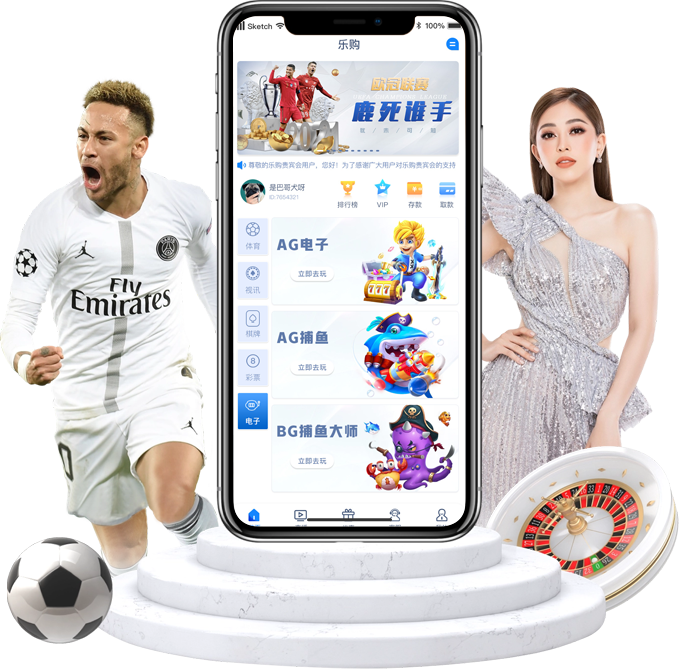 Sketch
100%
乐购
欧冠联赛
鹿死谁手
尊敬的乐购贵宾会用户，您好！为了感谢广大用户对乐购贵宾会的支持
是巴哥犬呀
ID:7654321
排行榜
VIP
存款
取款
体育
视讯
棋牌
彩票
电子
AG电子
立即去玩
AG捕鱼
立即去玩
BG捕鱼大师
立即去玩
Fly
Emirates